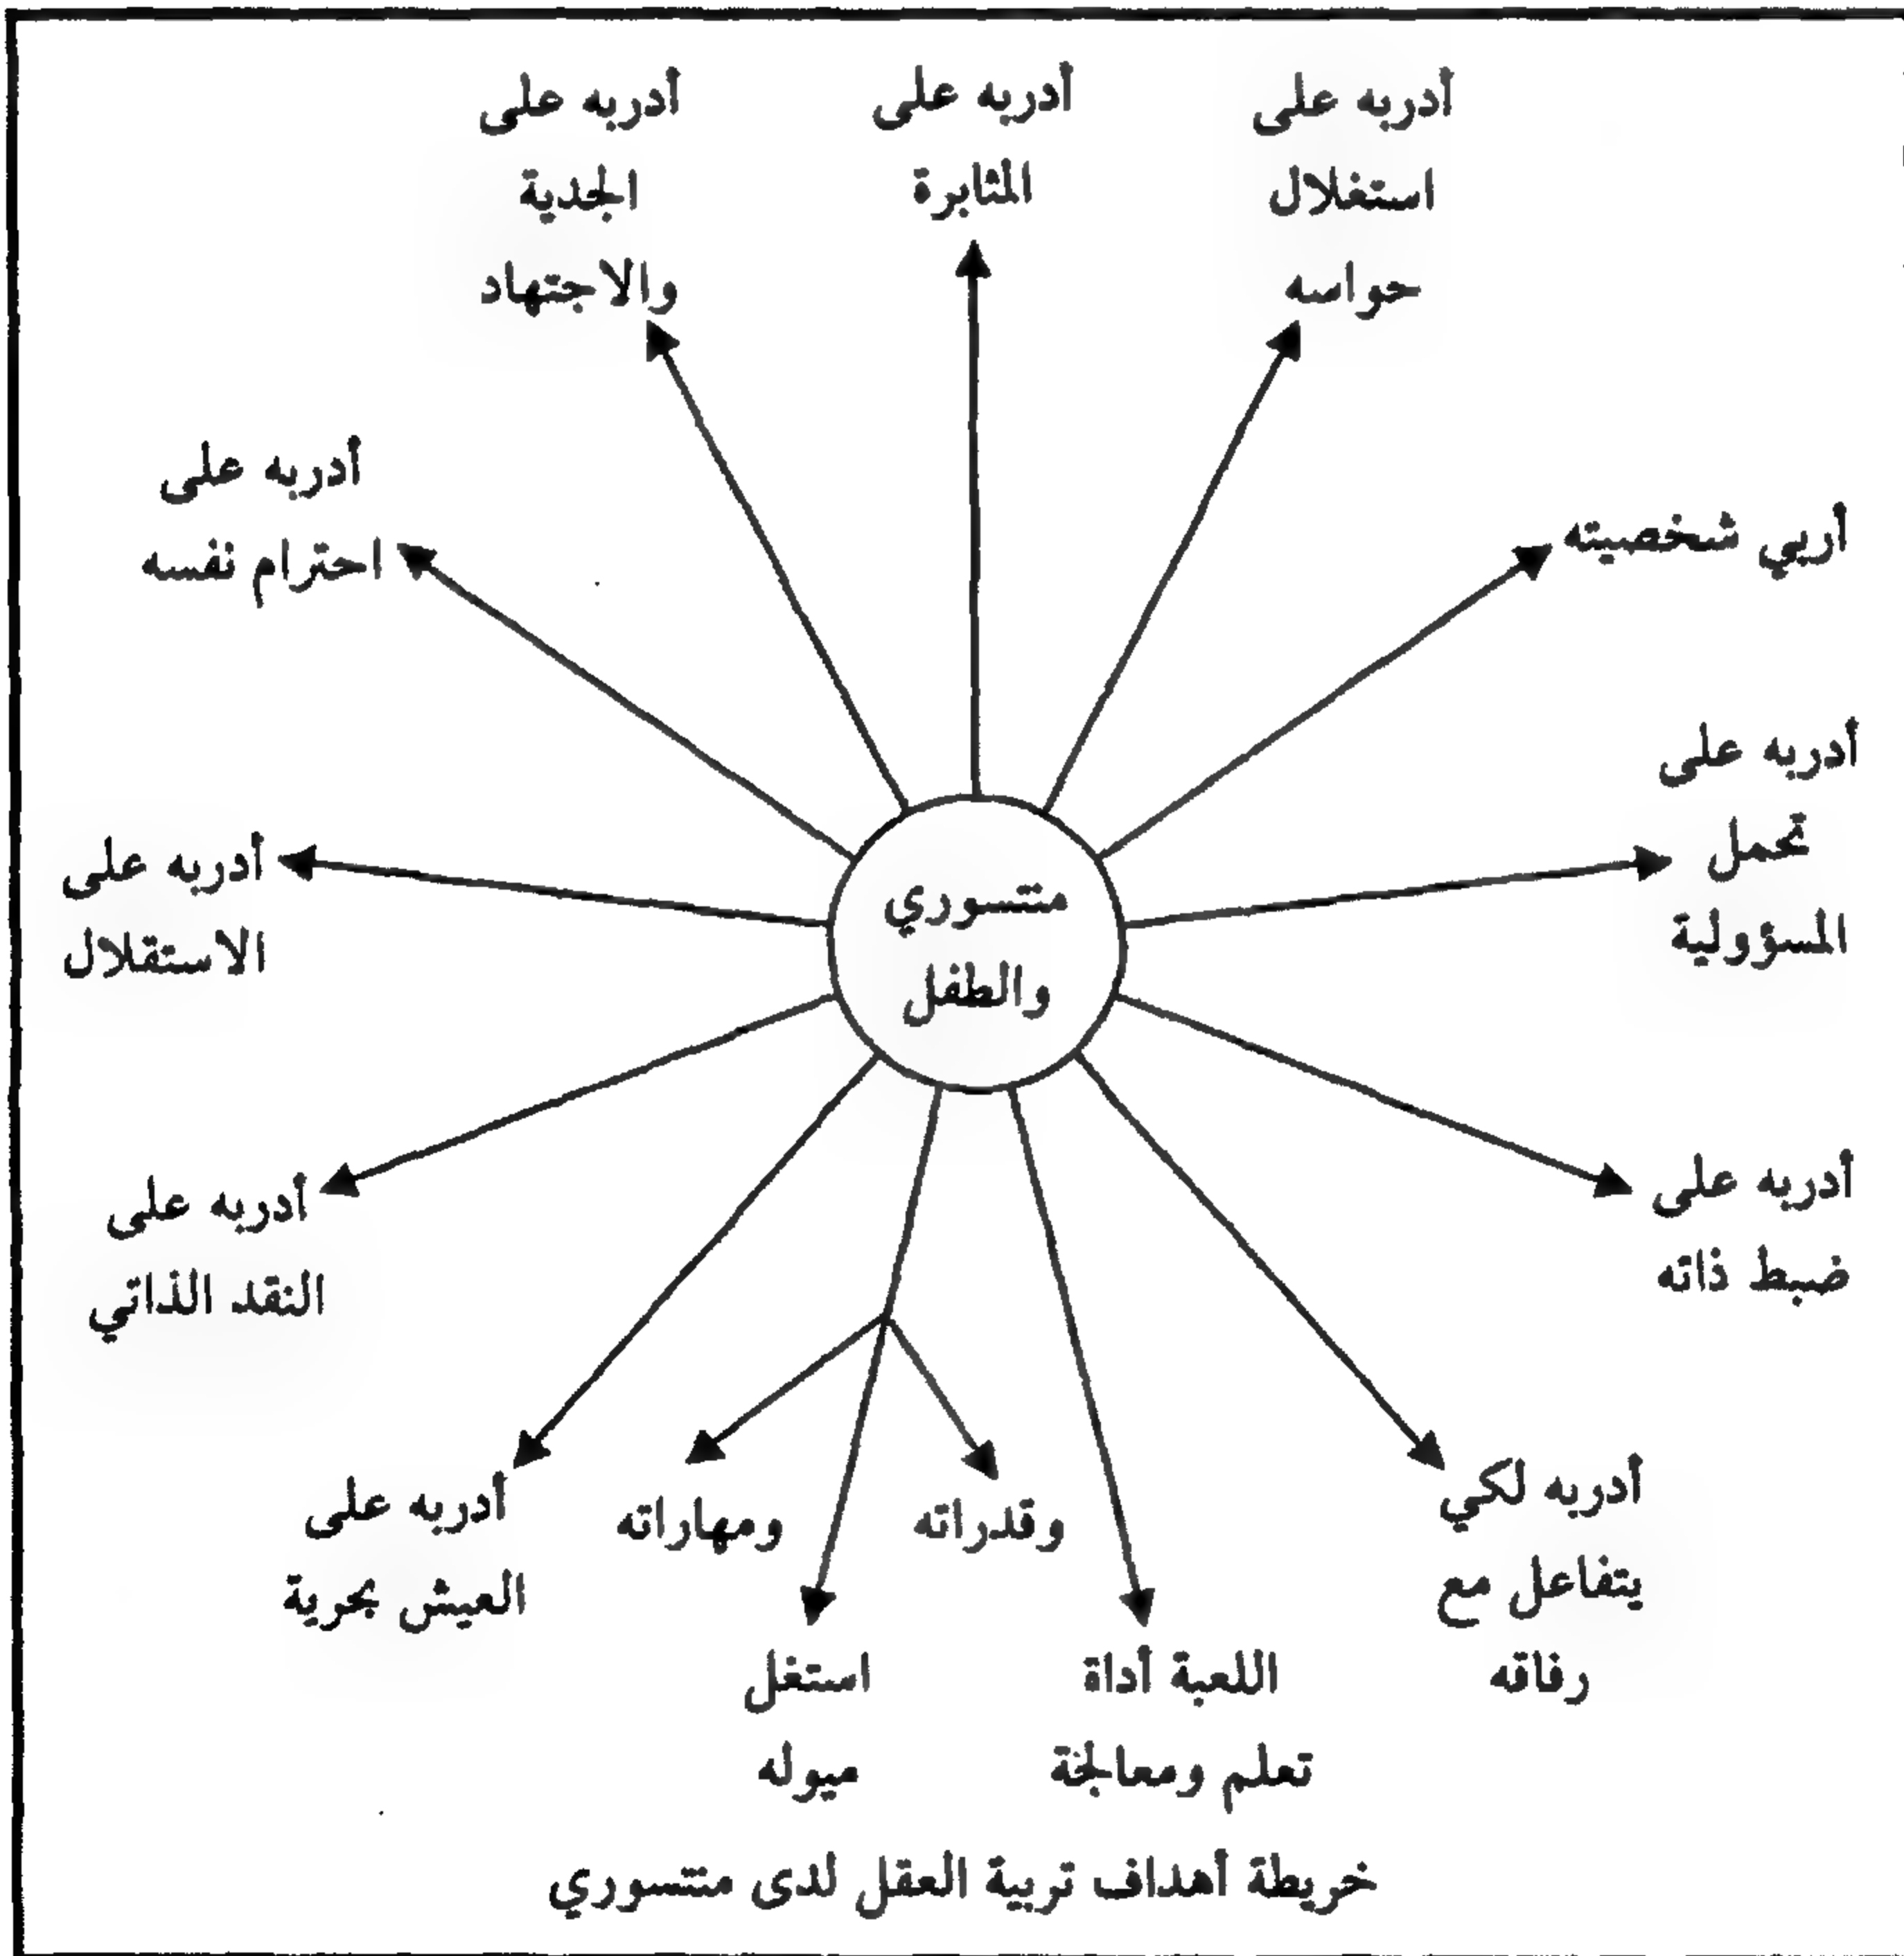 أدربه على
استغلال
حواسه
أدربه على
المثابرة
أدربه على
الجدية
والاجتهاد
أربي شخصيته
أدربه على
احترام نفسه
أدربه على
تحمل
المسؤولية
أدربه على
الاستقلال
متتسوري
والطفل
أدربه على
ضبط ذاته
أدربه على
النقد الذاتي
أدربه لكي
يتفاعل مع
رفاقه
وقدراته
ومهاراته
أدربه على
العيش بحرية
اللعبة أداة
تعلم ومعالجة
استغل
ميوله
خريطة أهداف تربية العقل لدى متتسوري